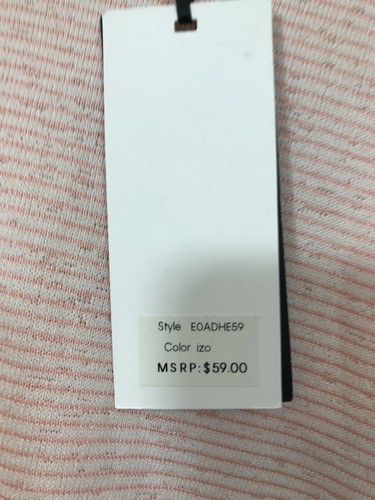 Style E0ADHE59
Color izo
MSRP:$59.00